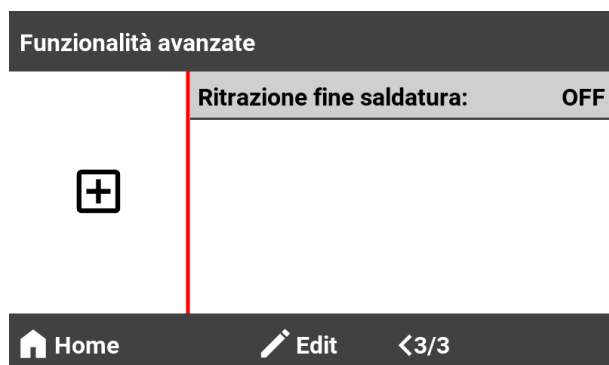 Funzionalità avanzate
Ritrazione fine saldatura: OFF
Home Edit <3/3